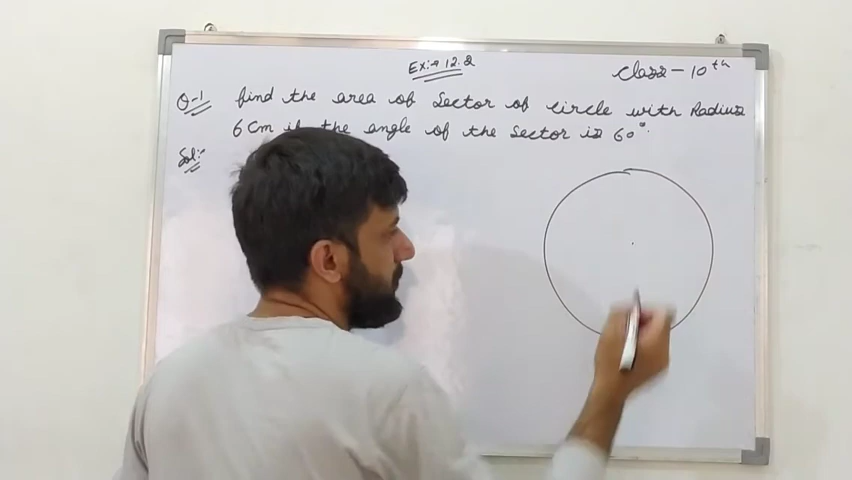 Ex:- 12.2
Class - 10th
Q-1 find the area of Sector of circle with Radius
6 cm if the angle of the sector is 60°.
Sol:-